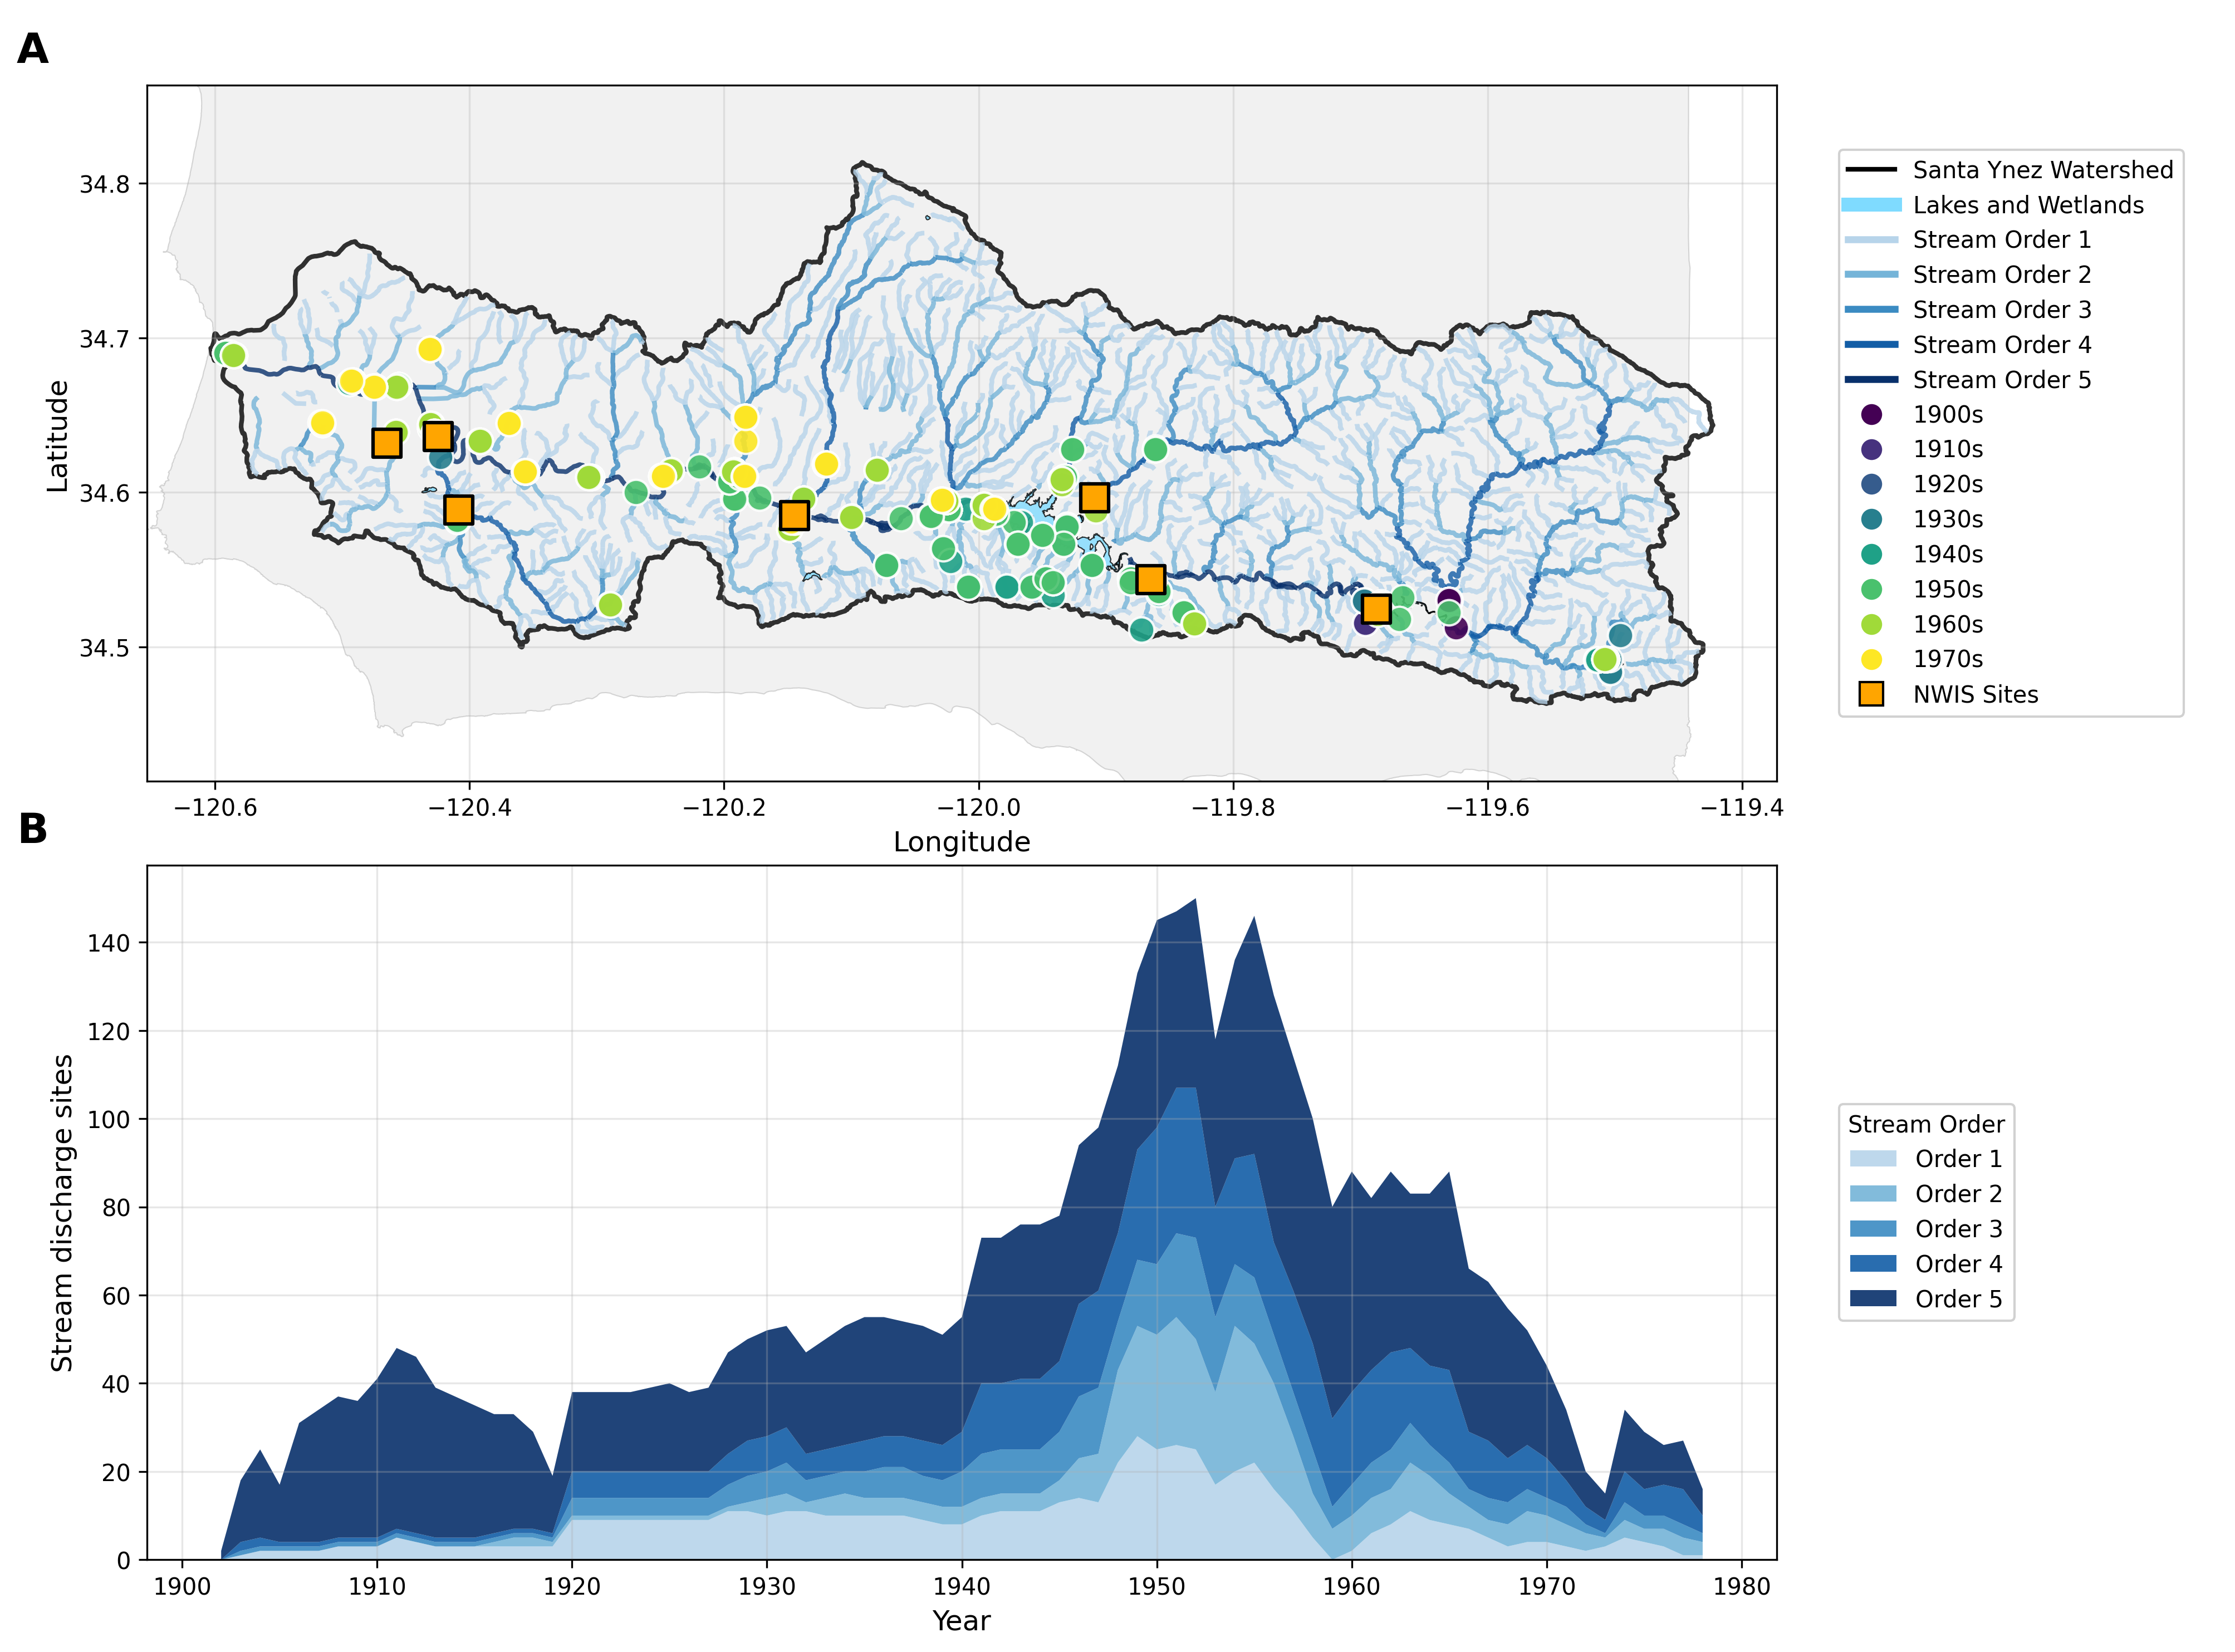 A
34.8
34.7
34.6
34.5
Latitude
−120.6
−120.4
−120.2
−120.0
−119.8
−119.6
−119.4
Longitude
Santa Ynez Watershed
Lakes and Wetlands
Stream Order 1
Stream Order 2
Stream Order 3
Stream Order 4
Stream Order 5
1900s
1910s
1920s
1930s
1940s
1950s
1960s
1970s
NWIS Sites
B
140
120
100
80
60
40
20
0
Stream discharge sites
1900
1910
1920
1930
1940
1950
1960
1970
1980
Year
Stream Order
Order 1
Order 2
Order 3
Order 4
Order 5